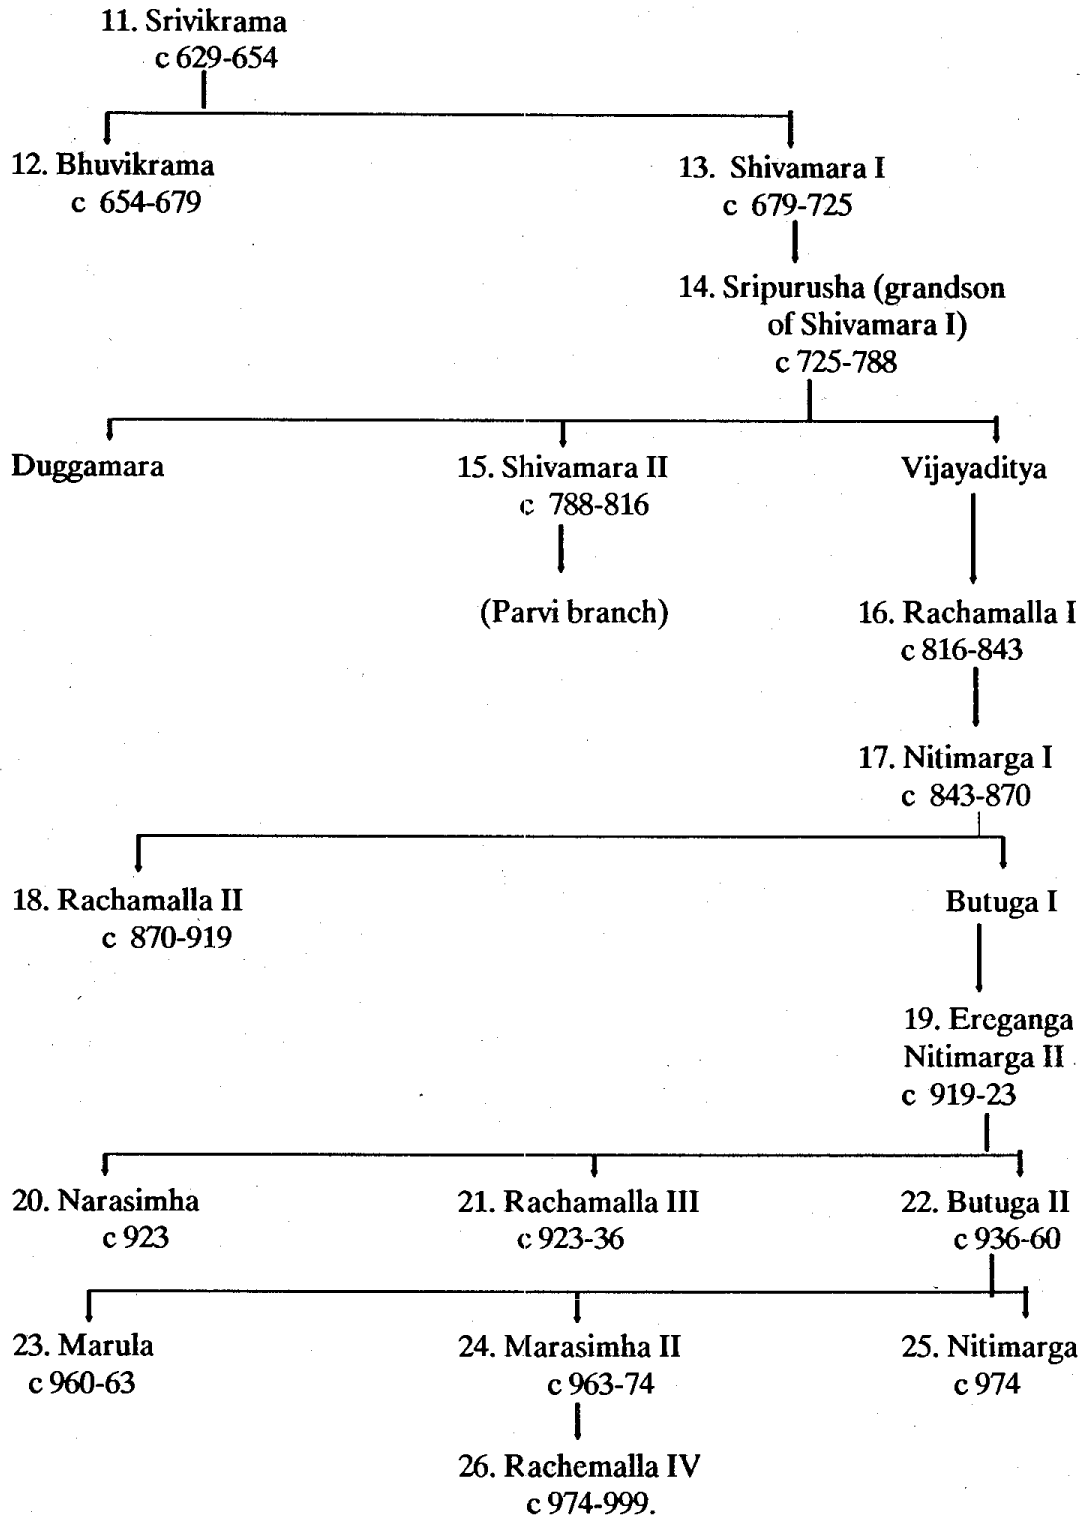 11. Srivikrama
c 629-654
12. Bhuvikrama
c 654-679
13. Shivamara I
c 679-725
14. Sripurusha (grandson
of Shivamara I)
c 725-788
Duggamara
15. Shivamara II
c 788-816
(Parvi branch)
Vijayaditya
16. Rachamalla I
c 816-843
17. Nitimarga I
c 843-870
18. Rachamalla II
c 870-919
Butuga I
19. Ereganga
Nitimarga II
c 919-23
20. Narasimha
c 923
21. Rachamalla III
c 923-36
22. Butuga II
c 936-60
23. Marula
c 960-63
24. Marasimha II
c 963-74
25. Nitimarga
c 974
26. Rachemalla IV
c 974-999.